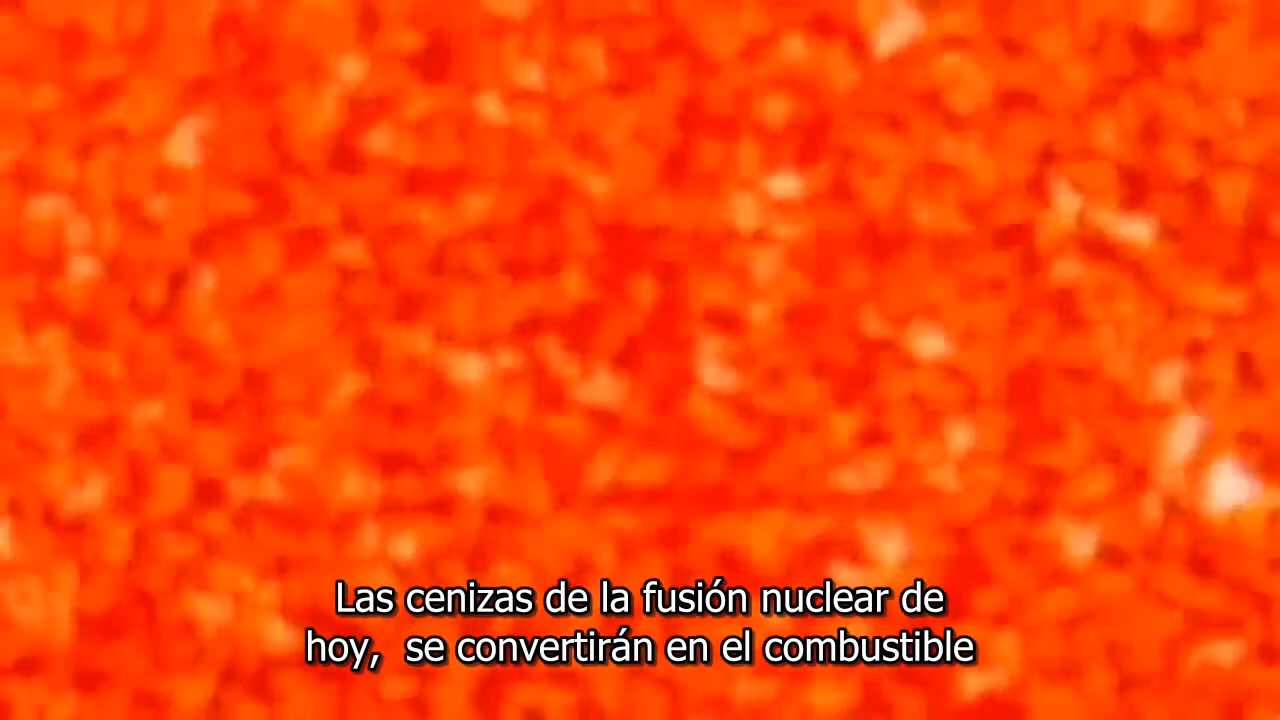 Las cenizas de la fusión nuclear de
hoy,  se convertirán en el combustible